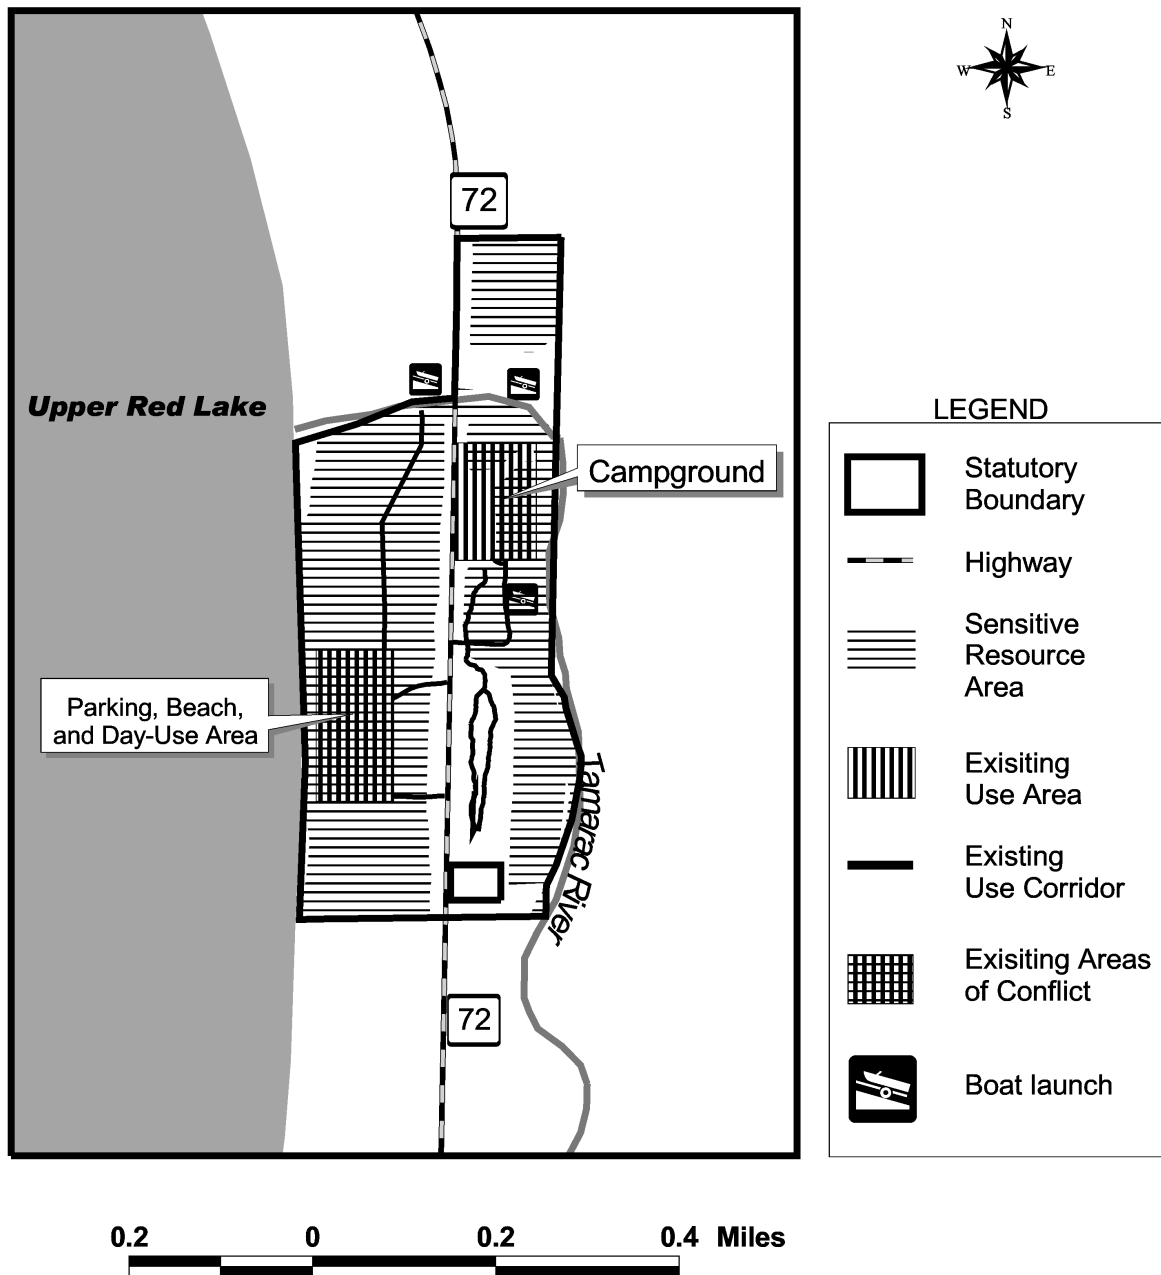 N
W
E
S
72
Upper Red Lake
Campground
Parking, Beach,
and Day-Use Area
Tamarac River
72
LEGEND
Statutory
Boundary
Highway
Sensitive
Resource
Area
Exisiting
Use Area
Existing
Use Corridor
Exisiting Areas
of Conflict
Boat launch
0.2 0 0.2 0.4 Miles